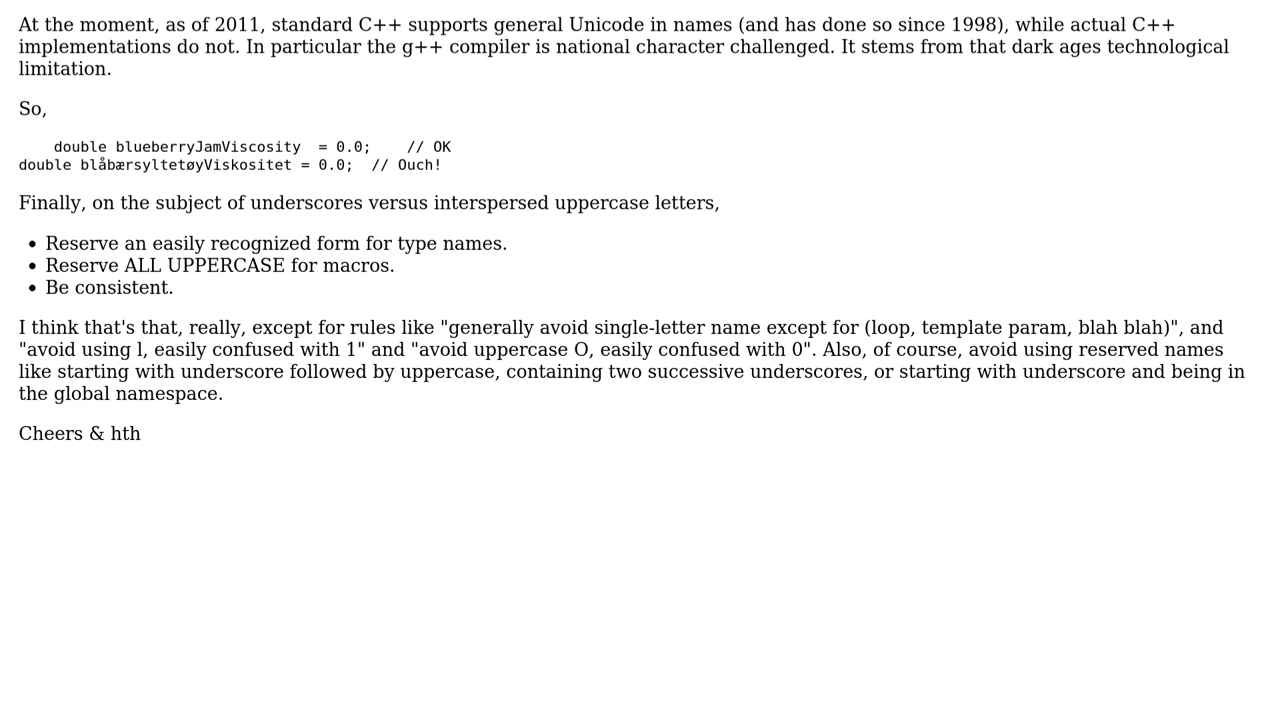 At the moment, as of 2011, standard C++ supports general Unicode in names (and has done so since 1998), while actual C++
implementations do not. In particular the g++ compiler is national character challenged. It stems from that dark ages technological
limitation.
So,
double blueberryJamViscosity  = 0.0;    // OK
double blåbærsyltetøyViskositet = 0.0;  // Ouch!
Finally, on the subject of underscores versus interspersed uppercase letters,
• Reserve an easily recognized form for type names.
• Reserve ALL UPPERCASE for macros.
• Be consistent.
I think that's that, really, except for rules like "generally avoid single-letter name except for (loop, template param, blah blah)", and
"avoid using l, easily confused with 1" and "avoid uppercase O, easily confused with 0". Also, of course, avoid using reserved names
like starting with underscore followed by uppercase, containing two successive underscores, or starting with underscore and being in
the global namespace.
Cheers & hth